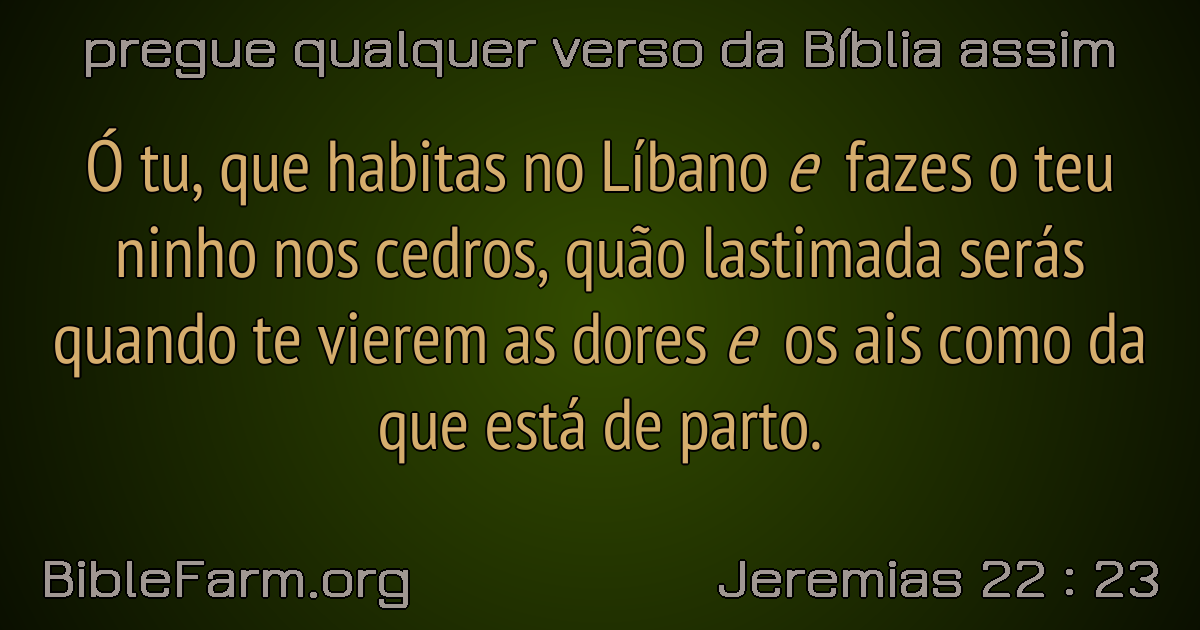 pregue qualquer verso da Bíblia assim
Ó tu, que habitas no Líbano e fazes o teu
ninho nos cedros, quão lastimada serás
quando te vierem as dores e os ais como da
que está de parto.
BibleFarm.org
Jeremias 22 : 23